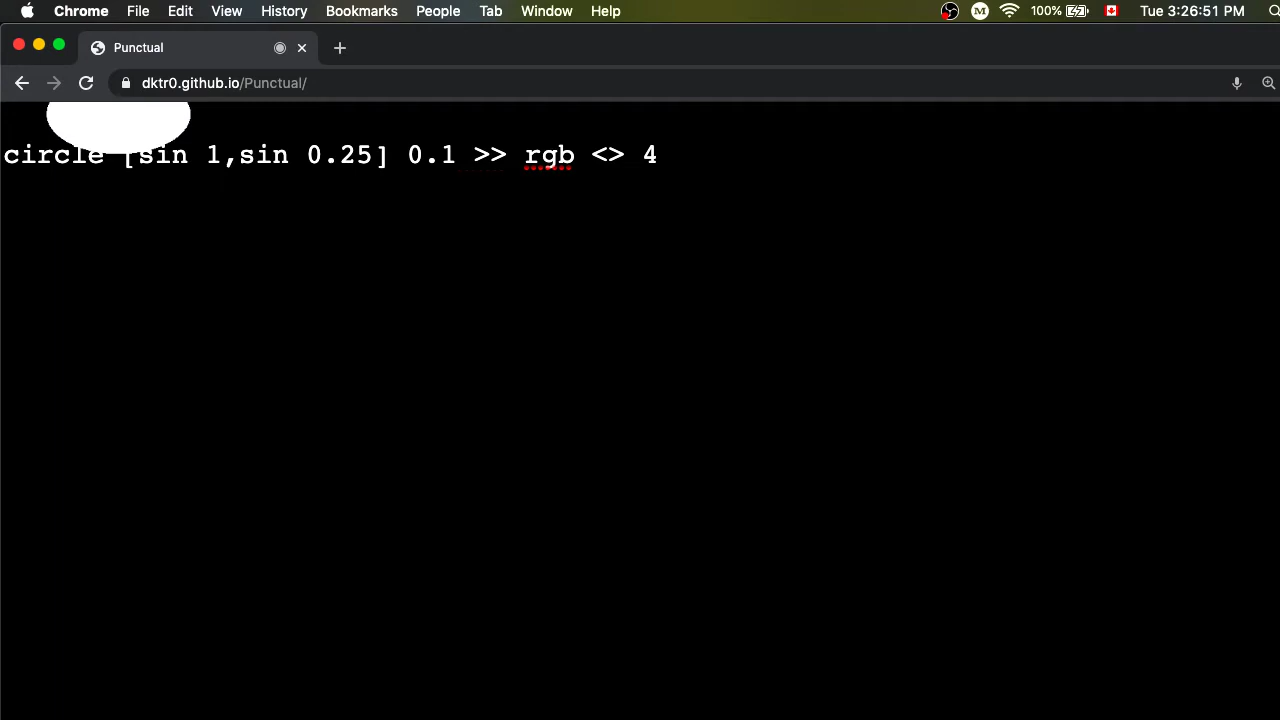 Chrome File Edit View History Bookmarks People Tab Window Help M 100% Tue 3:26:51 PM
Punctual
dktr0.github.io/Punctual/
circle [sin 1,sin 0.25] 0.1 >> rgb <> 4